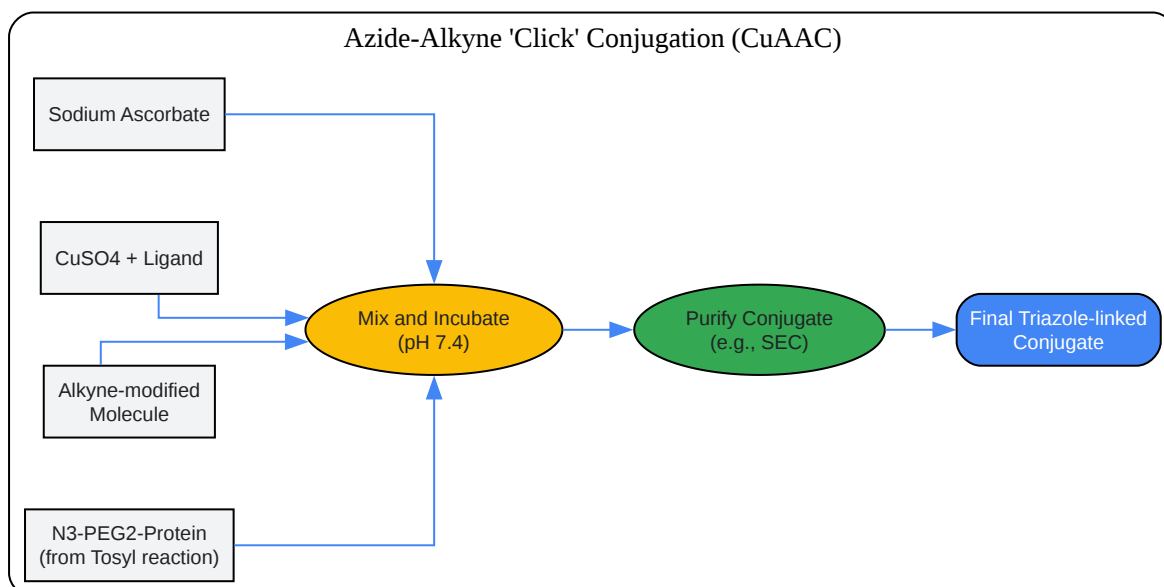 Azide-Alkyne 'Click' Conjugation (CuAAC)
Sodium Ascorbate
CuSO4 + Ligand
Alkyne-modified
Molecule
N3-PEG2-Protein
(from Tosyl reaction)
Mix and Incubate
(pH 7.4)
Purify Conjugate
(e.g., SEC)
Final Triazole-linked
Conjugate